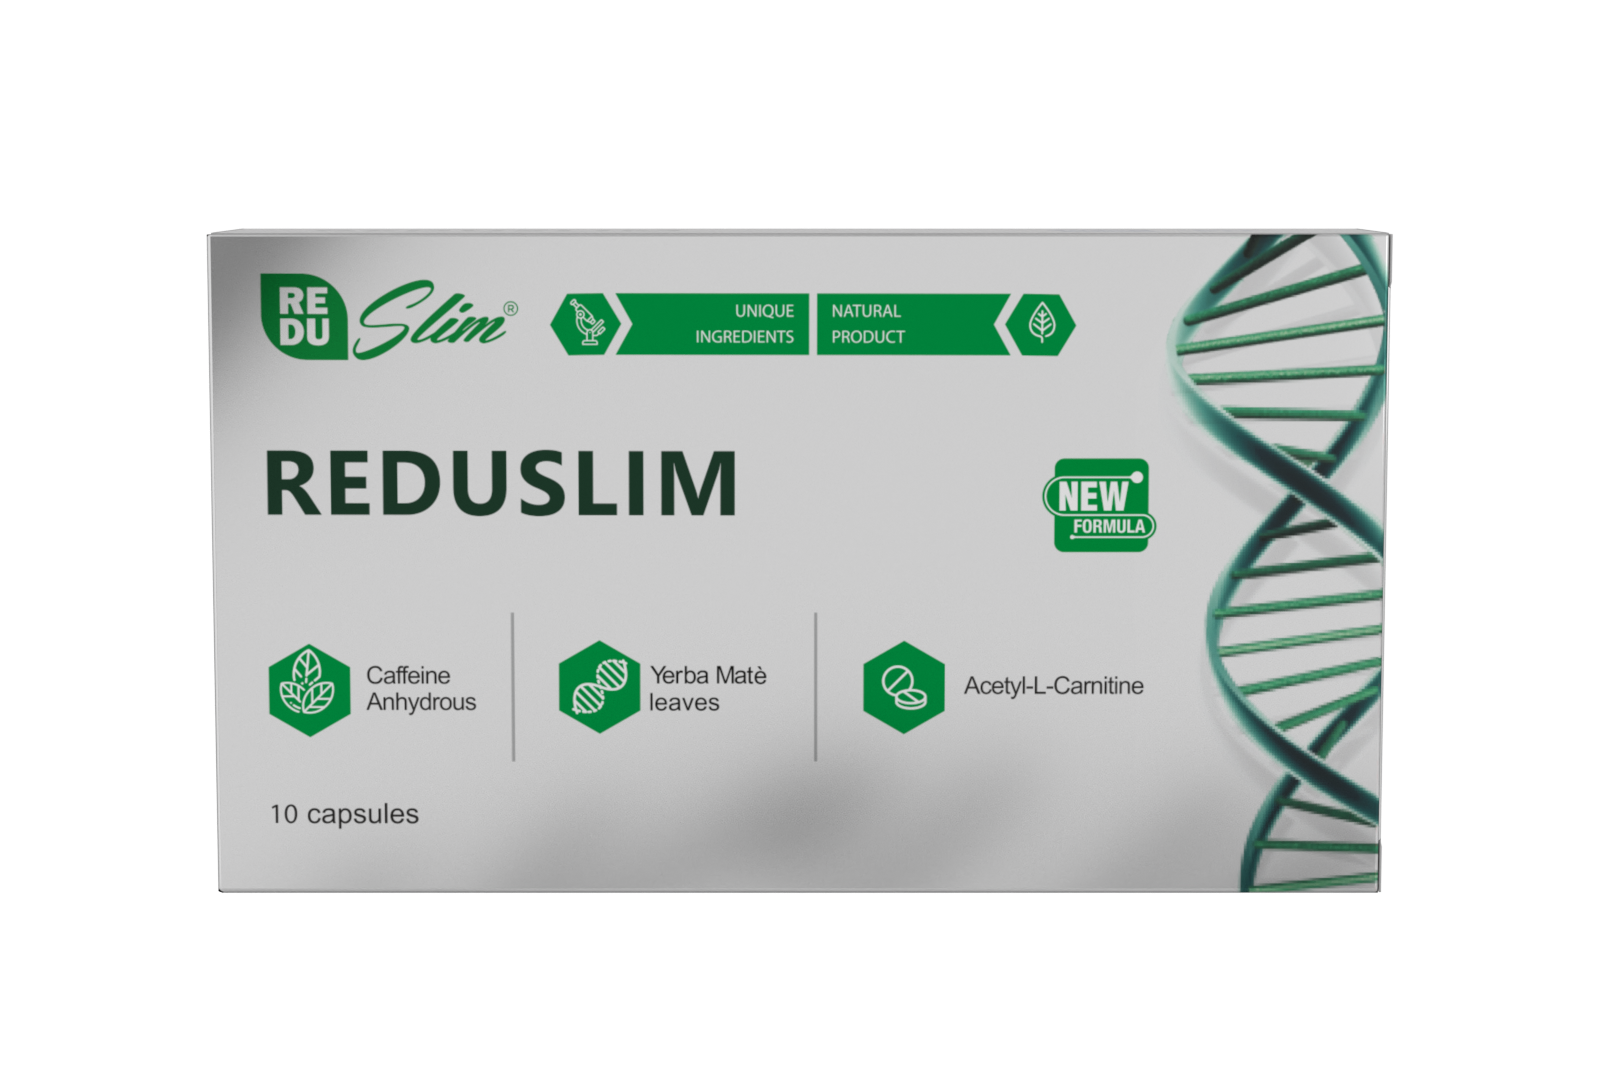 RE
DU
Slim®
UNIQUE
INGREDIENTS
NATURAL
PRODUCT
REDUSLIM
NEW
FORMULA
Caffeine
Anhydrous
Yerba Matè
leaves
Acetyl-L-Carnitine
10 capsules